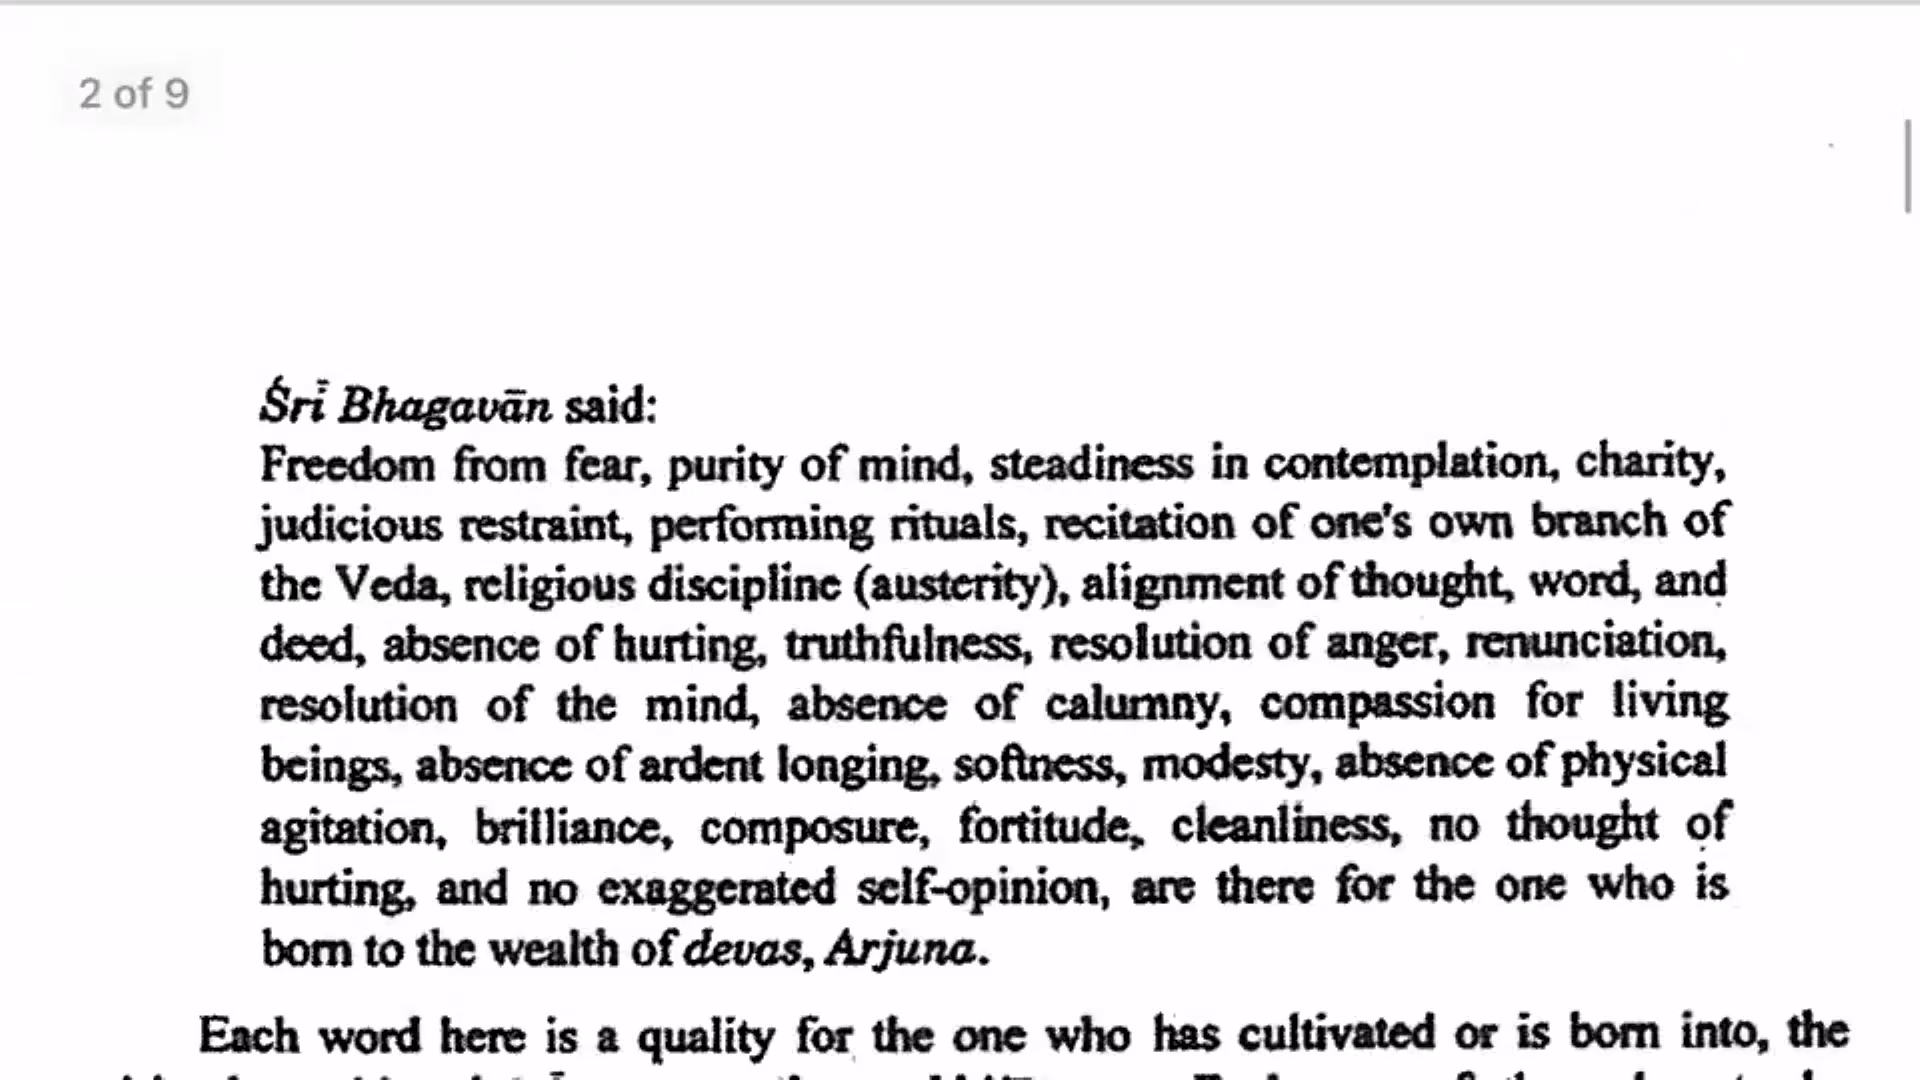 2 of 9
Śrī Bhagavān said:
Freedom from fear, purity of mind, steadiness in contemplation, charity,
judicious restraint, performing rituals, recitation of one's own branch of
the Veda, religious discipline (austerity), alignment of thought, word, and
deed, absence of hurting, truthfulness, resolution of anger, renunciation,
resolution of the mind, absence of calumny, compassion for living
beings, absence of ardent longing, softness, modesty, absence of physical
agitation, brilliance, composure, fortitude, cleanliness, no thought of
hurting, and no exaggerated self-opinion, are there for the one who is
born to the wealth of devas, Arjuna.
Each word here is a quality for the one who has cultivated or is born into, the